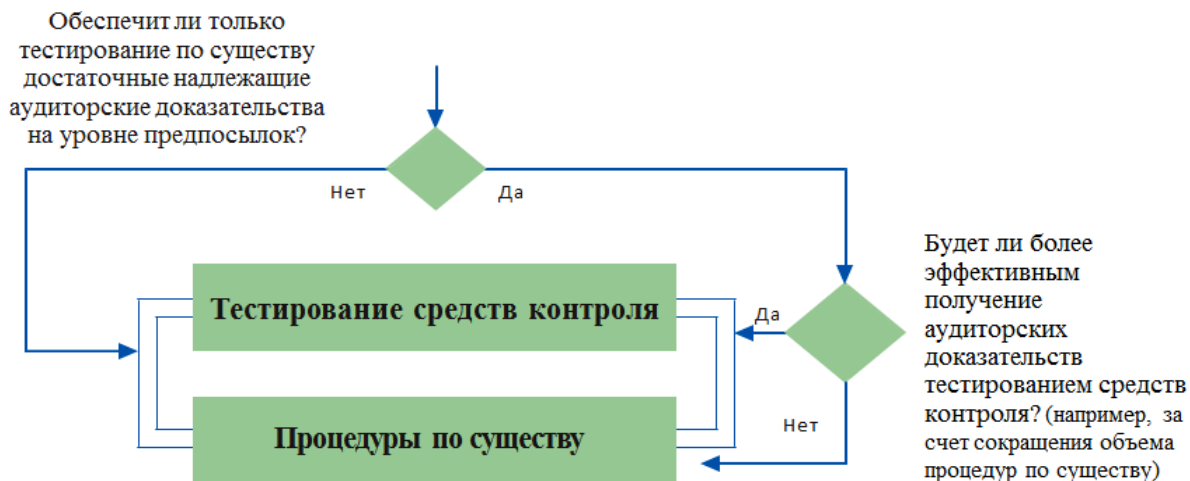 Обеспечит ли только
тестирование по существу
достаточные надлежащие
аудиторские доказательства
на уровне предпосылок?
Нет
Да
Тестирование средств контроля
Процедуры по существу
Да
Нет
Будет ли более
эффективным
получение
аудиторских
доказательств
тестированием средств
контроля? (например, за
счет сокращения объема
процедур по существу)